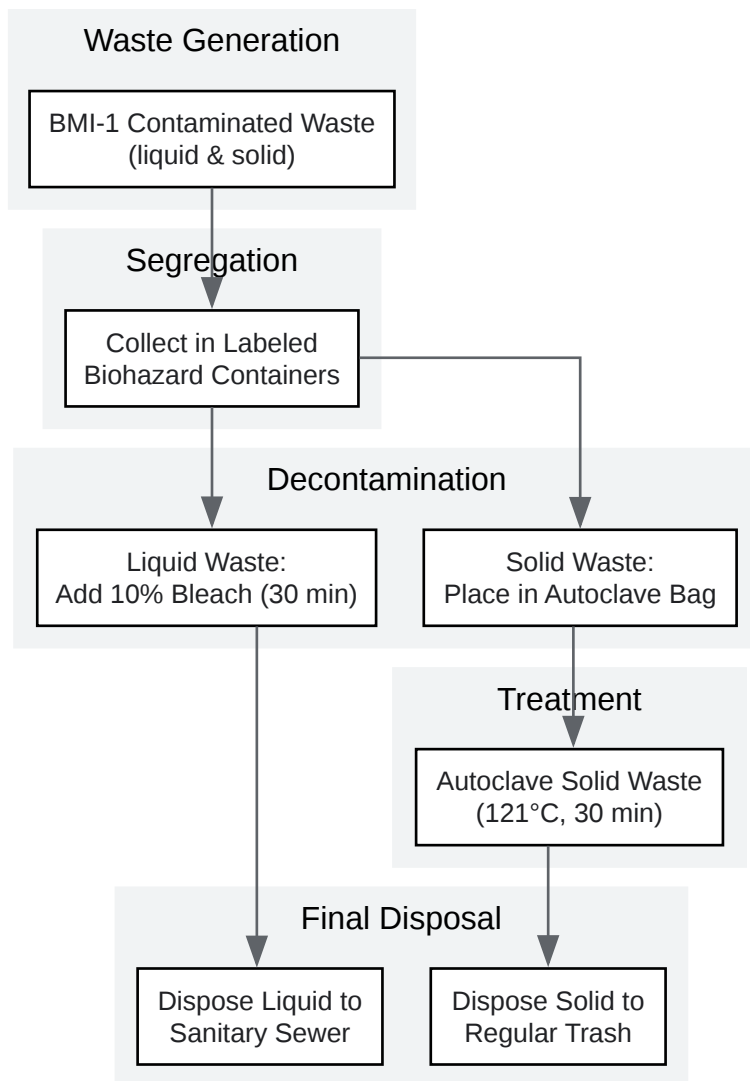 Waste Generation
BMI-1 Contaminated Waste
(liquid & solid)
Segregation
Collect in Labeled
Biohazard Containers
Decontamination
Liquid Waste:
Add 10% Bleach (30 min)
Solid Waste:
Place in Autoclave Bag
Treatment
Autoclave Solid Waste
(121°C, 30 min)
Final Disposal
Dispose Liquid to
Sanitary Sewer
Dispose Solid to
Regular Trash